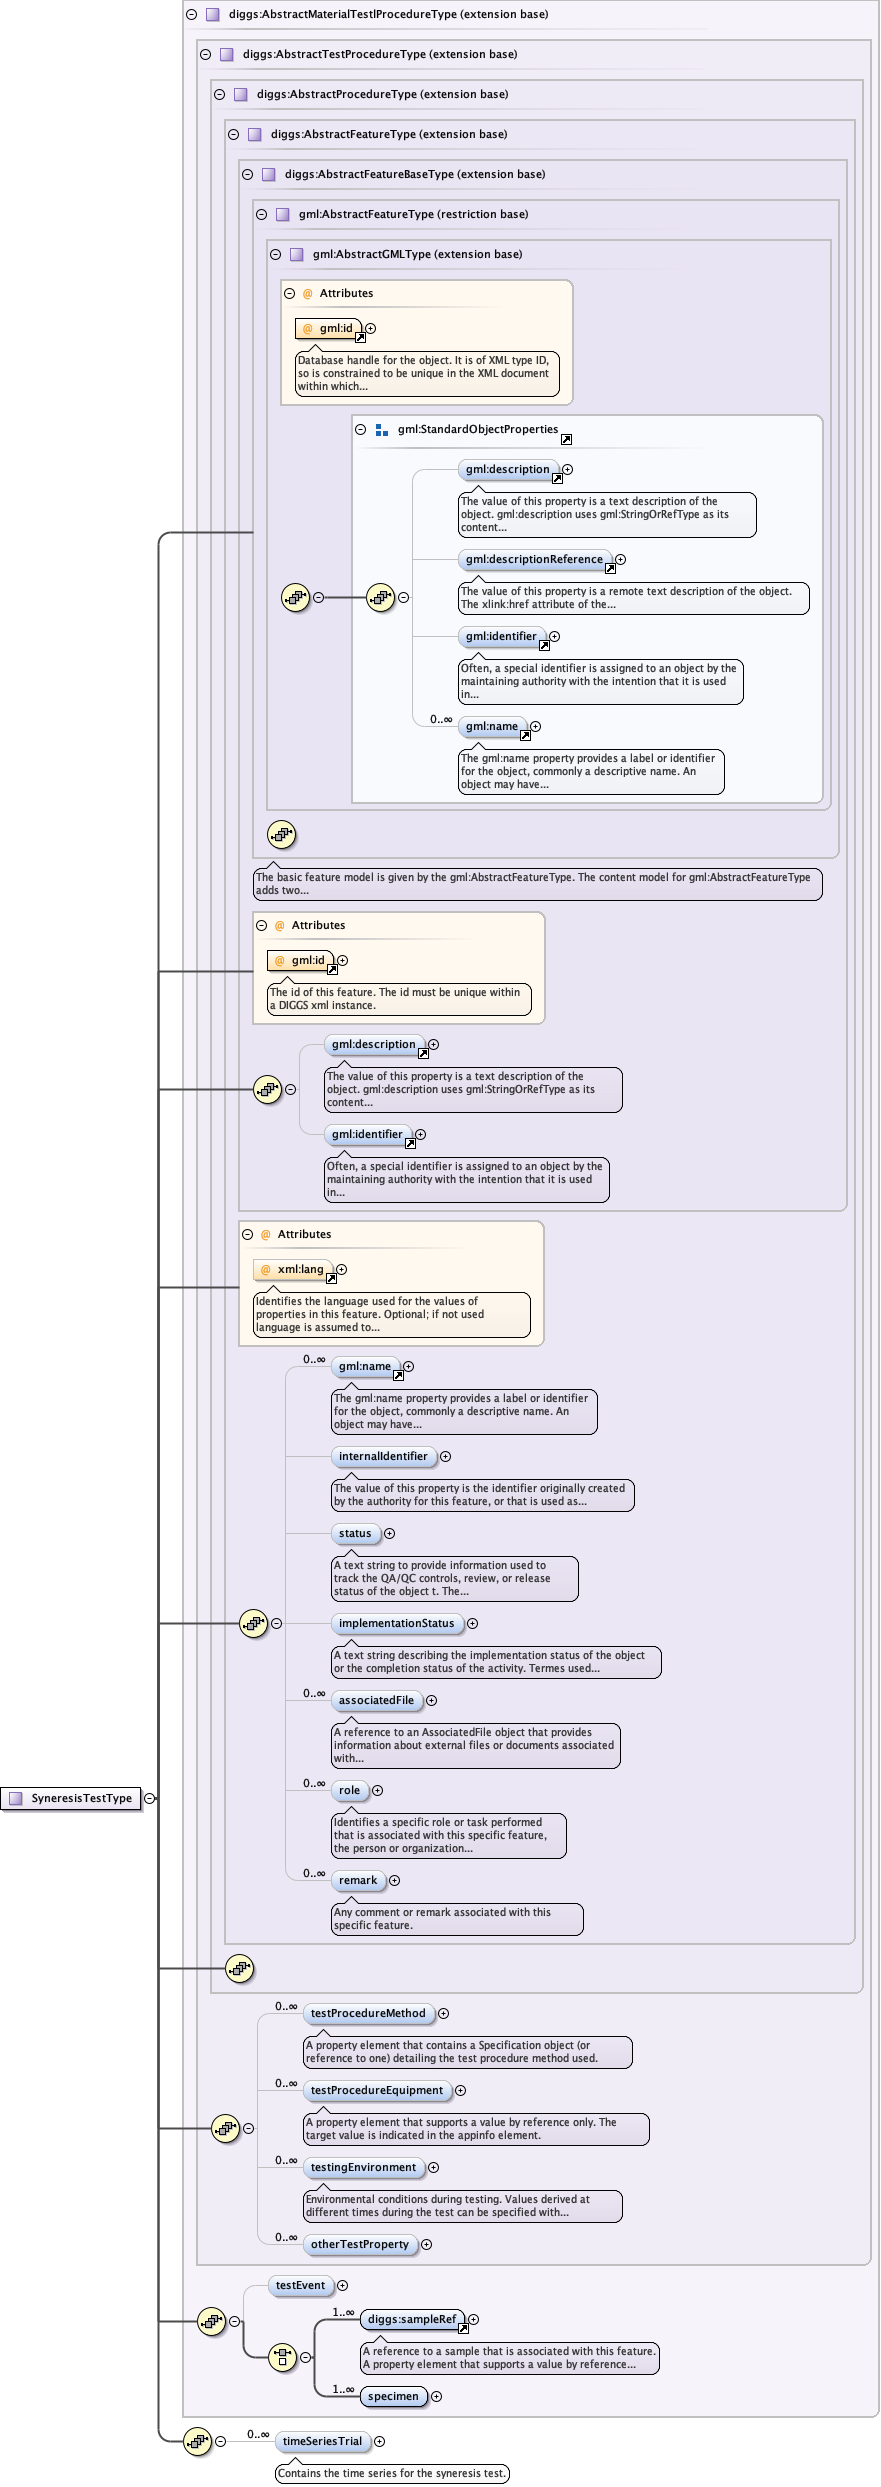 diggs:AbstractMaterialTestlProcedureType (extension base)
diggs:AbstractTestProcedureType (extension base)
diggs:AbstractProcedureType (extension base)
diggs:AbstractFeatureType (extension base)
diggs:AbstractFeatureBaseType (extension base)
gml:AbstractFeatureType (restriction base)
gml:AbstractGMLType (extension base)
@ Attributes
@ gml:id
Database handle for the object. It is of XML type ID,
so is constrained to be unique in the XML document
within which...
gml:StandardObjectProperties
gml:description
The value of this property is a text description of the
object. gml:description uses gml:StringOrRefType as its
content...
gml:descriptionReference
The value of this property is a remote text description of the object.
The xlink:href attribute of the...
gml:identifier
Often, a special identifier is assigned to an object by the
maintaining authority with the intention that it is used
in...
0..∞
gml:name
The gml:name property provides a label or identifier
for the object, commonly a descriptive name. An
object may have...
The basic feature model is given by the gml:AbstractFeatureType. The content model for gml:AbstractFeatureType
adds two...
@ Attributes
@ gml:id
The id of this feature. The id must be unique within
a DIGGS xml instance.
gml:description
The value of this property is a text description of the
object. gml:description uses gml:StringOrRefType as its
content...
gml:identifier
Often, a special identifier is assigned to an object by the
maintaining authority with the intention that it is used
in...
@ Attributes
@ xml:lang
Identifies the language used for the values of
properties in this feature. Optional; if not used
language is assumed to...
0..∞
gml:name
The gml:name property provides a label or identifier
for the object, commonly a descriptive name. An
object may have...
internalIdentifier
The value of this property is the identifier originally created
by the authority for this feature, or that is used as...
status
A text string to provide information used to
track the QA/QC controls, review, or release
status of the object t. The...
implementationStatus
A text string describing the implementation status of the object
or the completion status of the activity. Termes used...
0..∞
associatedFile
A reference to an AssociatedFile object that provides
information about external files or documents associated
with...
0..∞
role
Identifies a specific role or task performed
that is associated with this specific feature,
the person or organization...
SyneresisTestType
0..∞
remark
Any comment or remark associated with this
specific feature.
0..∞
testProcedureMethod
A property element that contains a Specification object (or
reference to one) detailing the test procedure method used.
0..∞
testProcedureEquipment
A property element that supports a value by reference only. The
target value is indicated in the appinfo element.
0..∞
testingEnvironment
Environmental conditions during testing. Values derived at
different times during the test can be specified with...
0..∞
otherTestProperty
testEvent
1..∞
diggs:sampleRef
A reference to a sample that is associated with this feature.
A property element that supports a value by reference...
1..∞
specimen
0..∞
timeSeriesTrial
Contains the time series for the syneresis test.